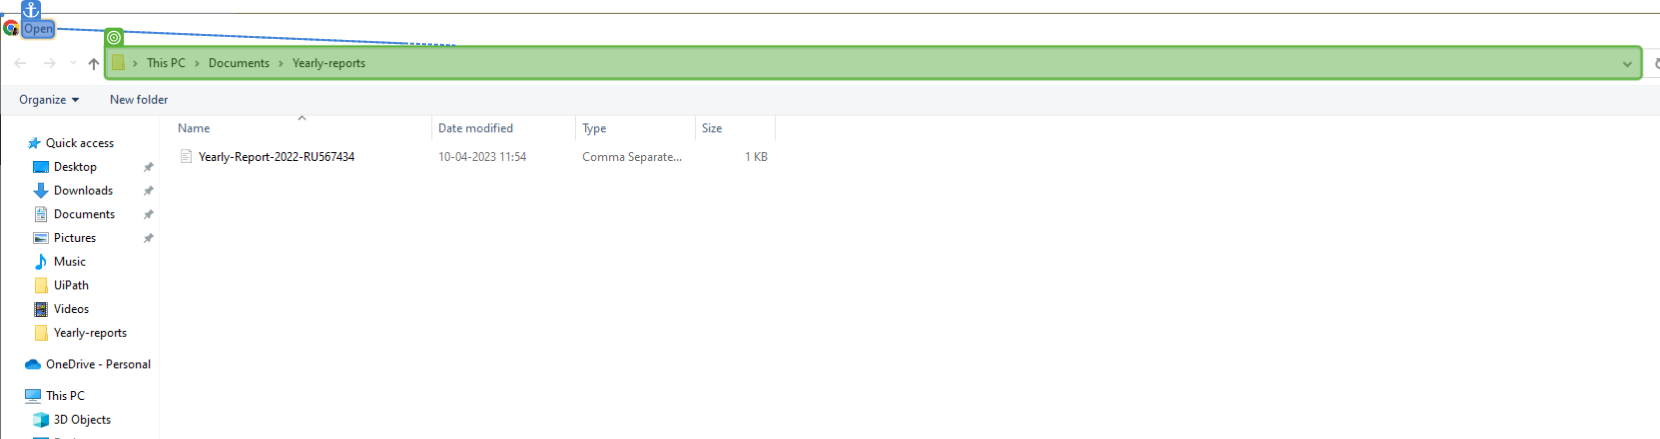 Open
This PC > Documents > Yearly-reports
Organize New folder
Name Date modified Type Size
Yearly-Report-2022-RU567434 10-04-2023 11:54 Comma Separate... 1 KB
Quick access
Desktop
Downloads
Documents
Pictures
Music
UiPath
Videos
Yearly-reports
OneDrive - Personal
This PC
3D Objects